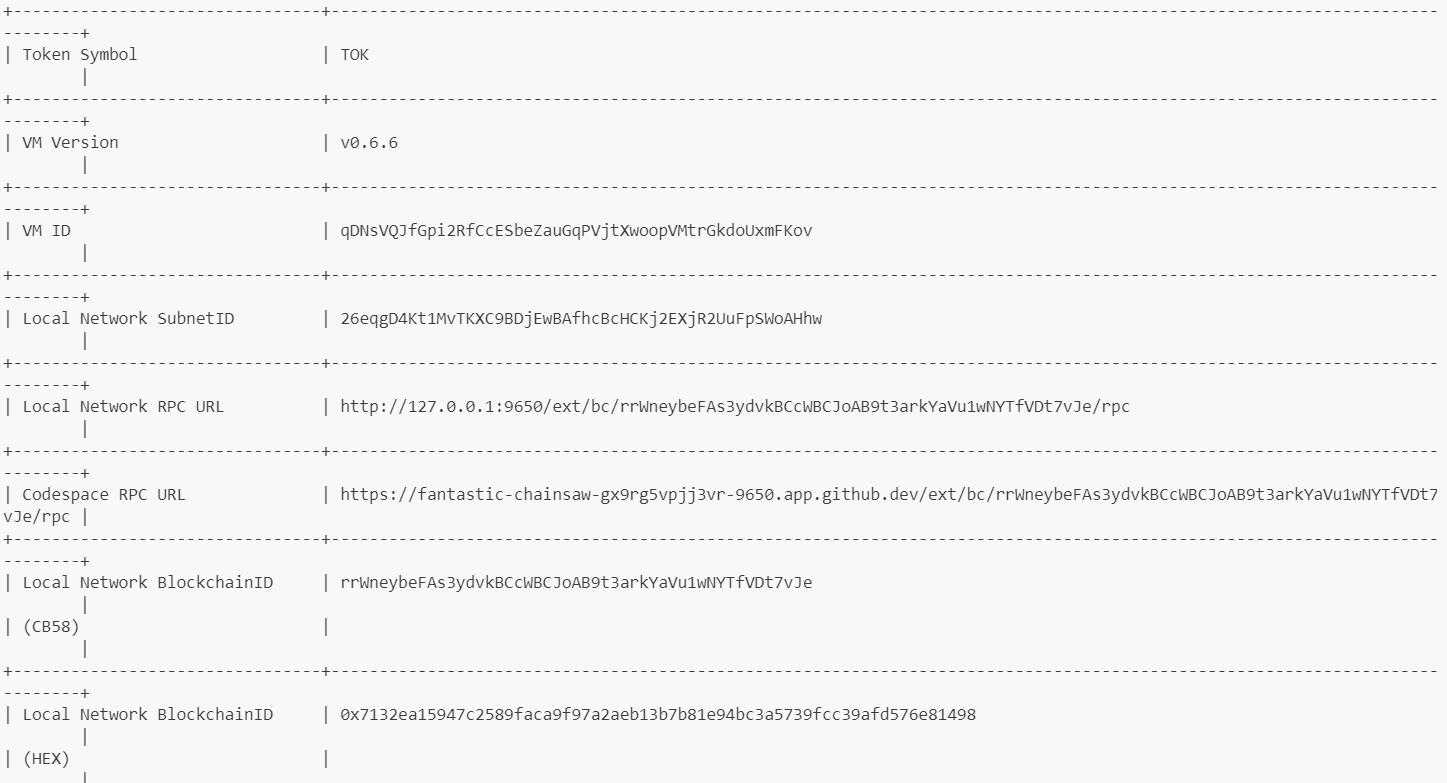 +--------------------------------+-------------------------------------------------------------------------------------------------------------------
--------+
| Token Symbol                   | TOK
        |
+--------------------------------+-------------------------------------------------------------------------------------------------------------------
--------+
| VM Version                     | v0.6.6
        |
+--------------------------------+-------------------------------------------------------------------------------------------------------------------
--------+
| VM ID                          | qDNsVQJfGpi2RfCcESbeZauGqPVjtXwoopVMtrGkdoUxmFKov
        |
+--------------------------------+-------------------------------------------------------------------------------------------------------------------
--------+
| Local Network SubnetID         | 26eqgD4Kt1MvTKXC9BDjEwBAfhcBcHCKj2EXjR2UuFpSWoAHhw
        |
+--------------------------------+-------------------------------------------------------------------------------------------------------------------
--------+
| Local Network RPC URL          | http://127.0.0.1:9650/ext/bc/rrWneybeFAs3ydvkBCcWBCJoAB9t3arkYaVu1wNYTfVDt7vJe/rpc
        |
+--------------------------------+-------------------------------------------------------------------------------------------------------------------
--------+
| Codespace RPC URL              | https://fantastic-chainsaw-gx9rg5vpjj3vr-9650.app.github.dev/ext/bc/rrWneybeFAs3ydvkBCcWBCJoAB9t3arkYaVu1wNYTfVDt7
vJe/rpc |
+--------------------------------+-------------------------------------------------------------------------------------------------------------------
--------+
| Local Network BlockchainID     | rrWneybeFAs3ydvkBCcWBCJoAB9t3arkYaVu1wNYTfVDt7vJe
        |
| (CB58)                         |
        |
+--------------------------------+-------------------------------------------------------------------------------------------------------------------
--------+
| Local Network BlockchainID     | 0x7132ea15947c2589faca9f97a2aeb13b7b81e94bc3a5739fcc39afd576e81498
        |
| (HEX)                          |
        |